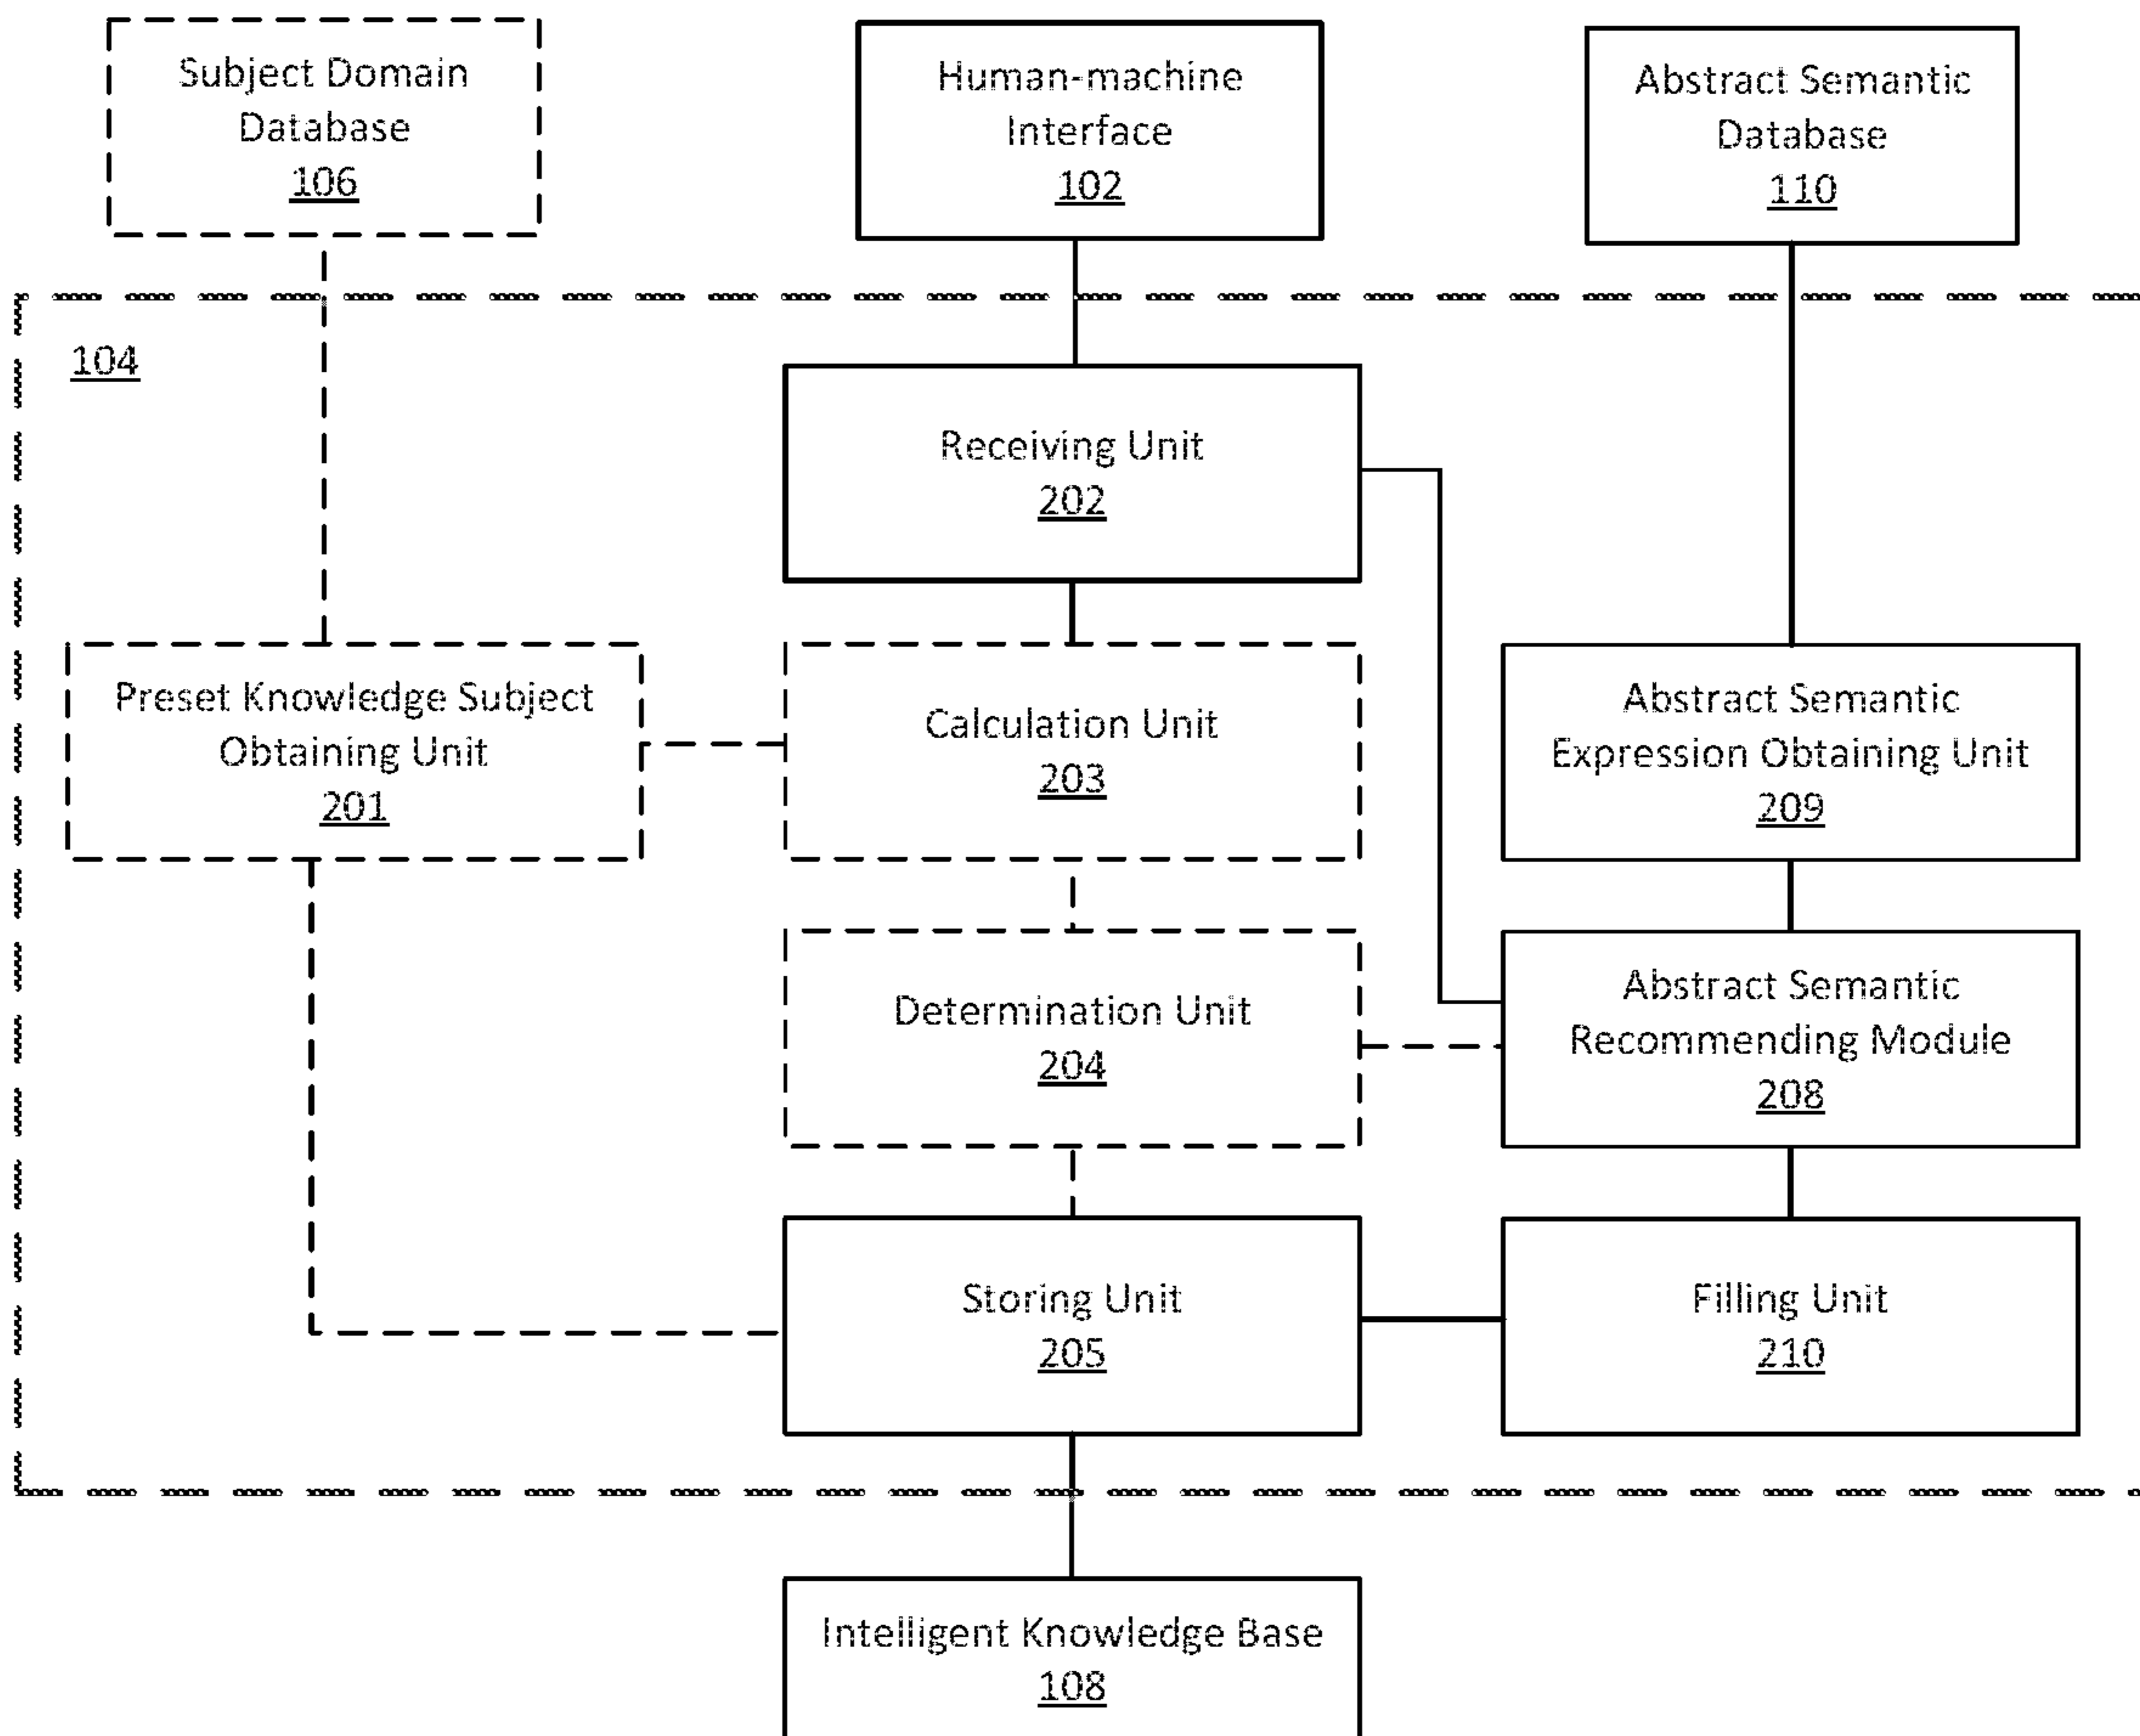 Subject Domain
Database
106
Human-machine
Interface
102
Abstract Semantic
Database
110
104
Receiving Unit
202
Preset Knowledge Subject
Obtaining Unit
201
Calculation Unit
203
Abstract Semantic
Expression Obtaining Unit
209
Determination Unit
204
Abstract Semantic
Recommending Module
208
Storing Unit
205
Filling Unit
210
Intelligent Knowledge Base
108